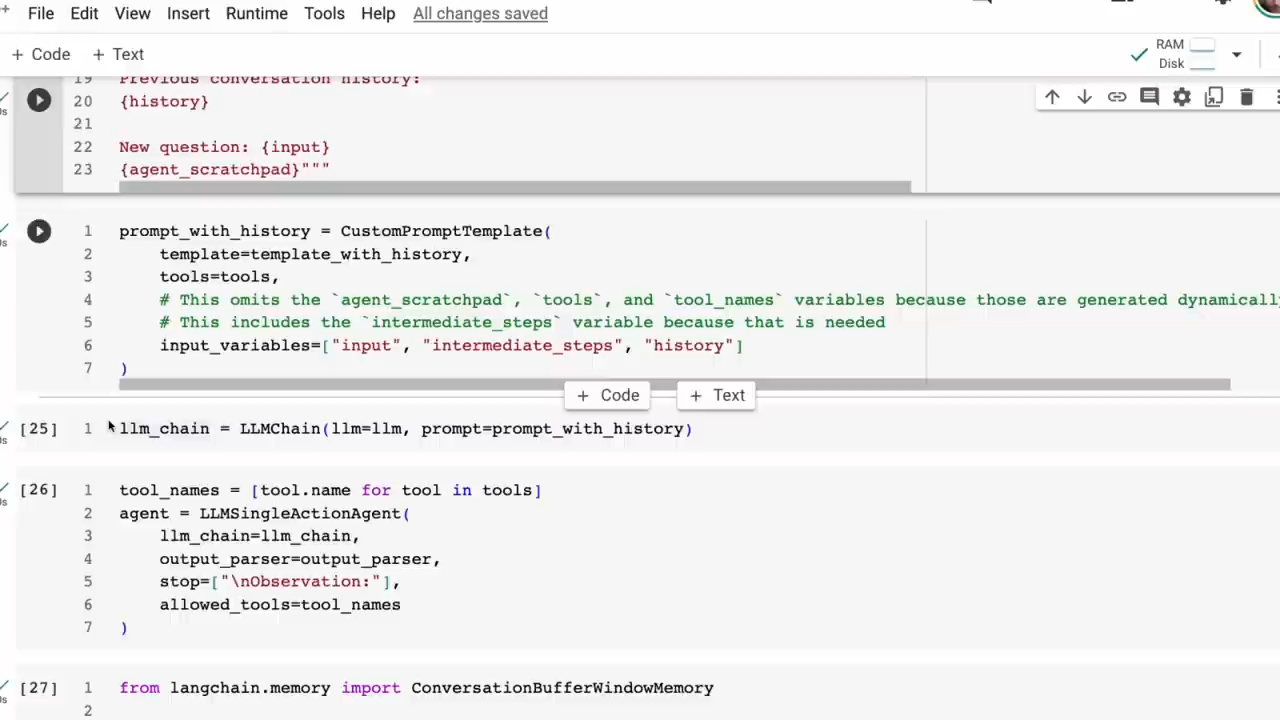 File Edit View Insert Runtime Tools Help All changes saved
+ Code + Text
RAM
Disk
19 Previous conversation history:
20 {history}
21
22 New question: {input}
23 {agent_scratchpad}"""
1 prompt_with_history = CustomPromptTemplate(
2 template=template_with_history,
3 tools=tools,
4 # This omits the `agent_scratchpad`, `tools`, and `tool_names` variables because those are generated dynamically
5 # This includes the `intermediate_steps` variable because that is needed
6 input_variables=["input", "intermediate_steps", "history"]
7 )
+ Code + Text
[25] 1 llm_chain = LLMChain(llm=llm, prompt=prompt_with_history)
[26] 1 tool_names = [tool.name for tool in tools]
2 agent = LLMSingleActionAgent(
3 llm_chain=llm_chain,
4 output_parser=output_parser,
5 stop=["\nObservation:"],
6 allowed_tools=tool_names
7 )
[27] 1 from langchain.memory import ConversationBufferWindowMemory
2